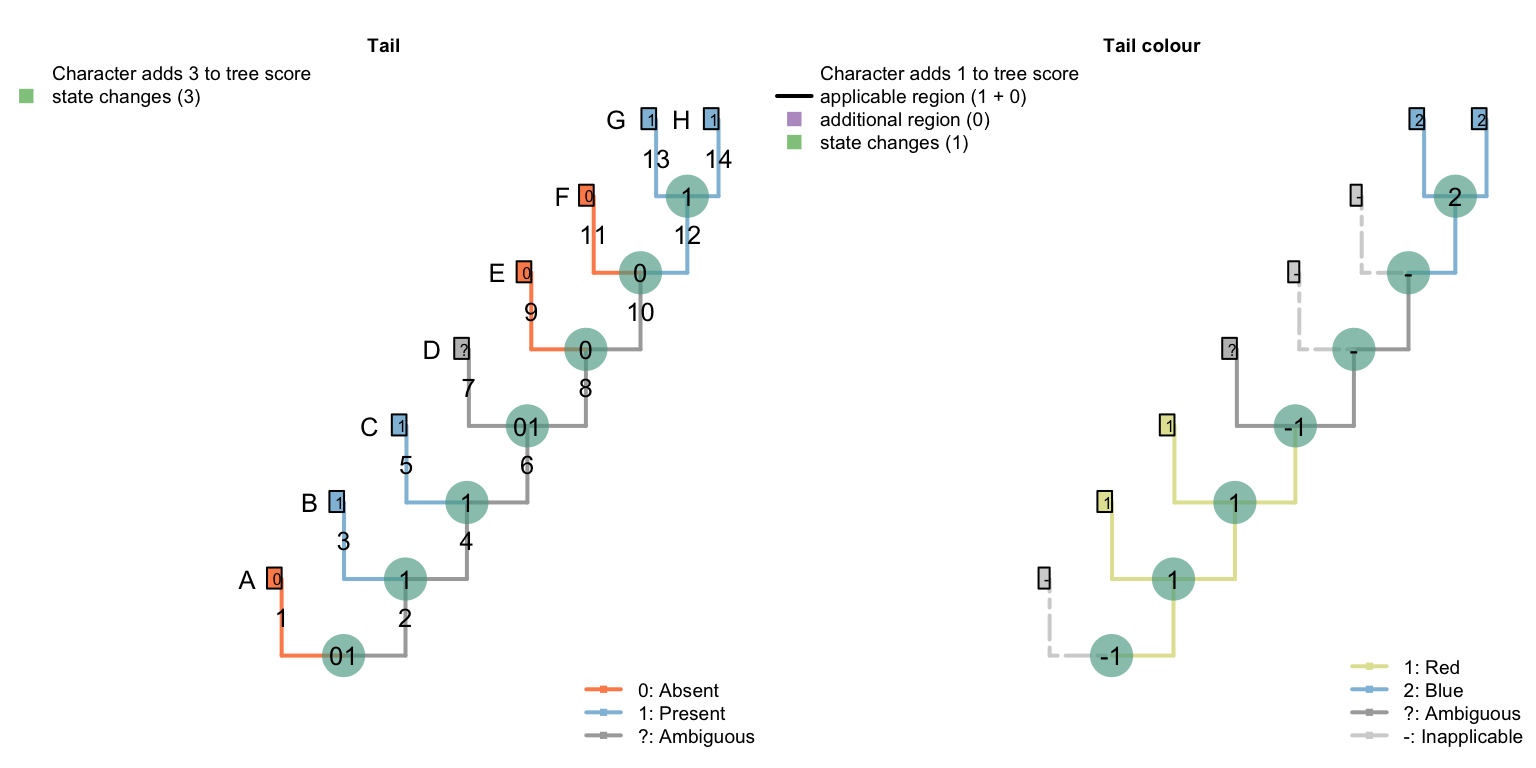 Tail
Character adds 3 to tree score
state changes (3)
G 1 H 1
13 14
F 0 1
11 12
E 0 0
9 10
D ? 0
7 8
C 1 01
5 6
B 1 1
3 4
A 0 1
1 2
01
0: Absent
1: Present
?: Ambiguous
Tail colour
Character adds 1 to tree score
applicable region (1 + 0)
additional region (0)
state changes (1)
2 2
- 2
- -
? -
1 -1
1 1
- 1
-1
1: Red
2: Blue
?: Ambiguous
-: Inapplicable